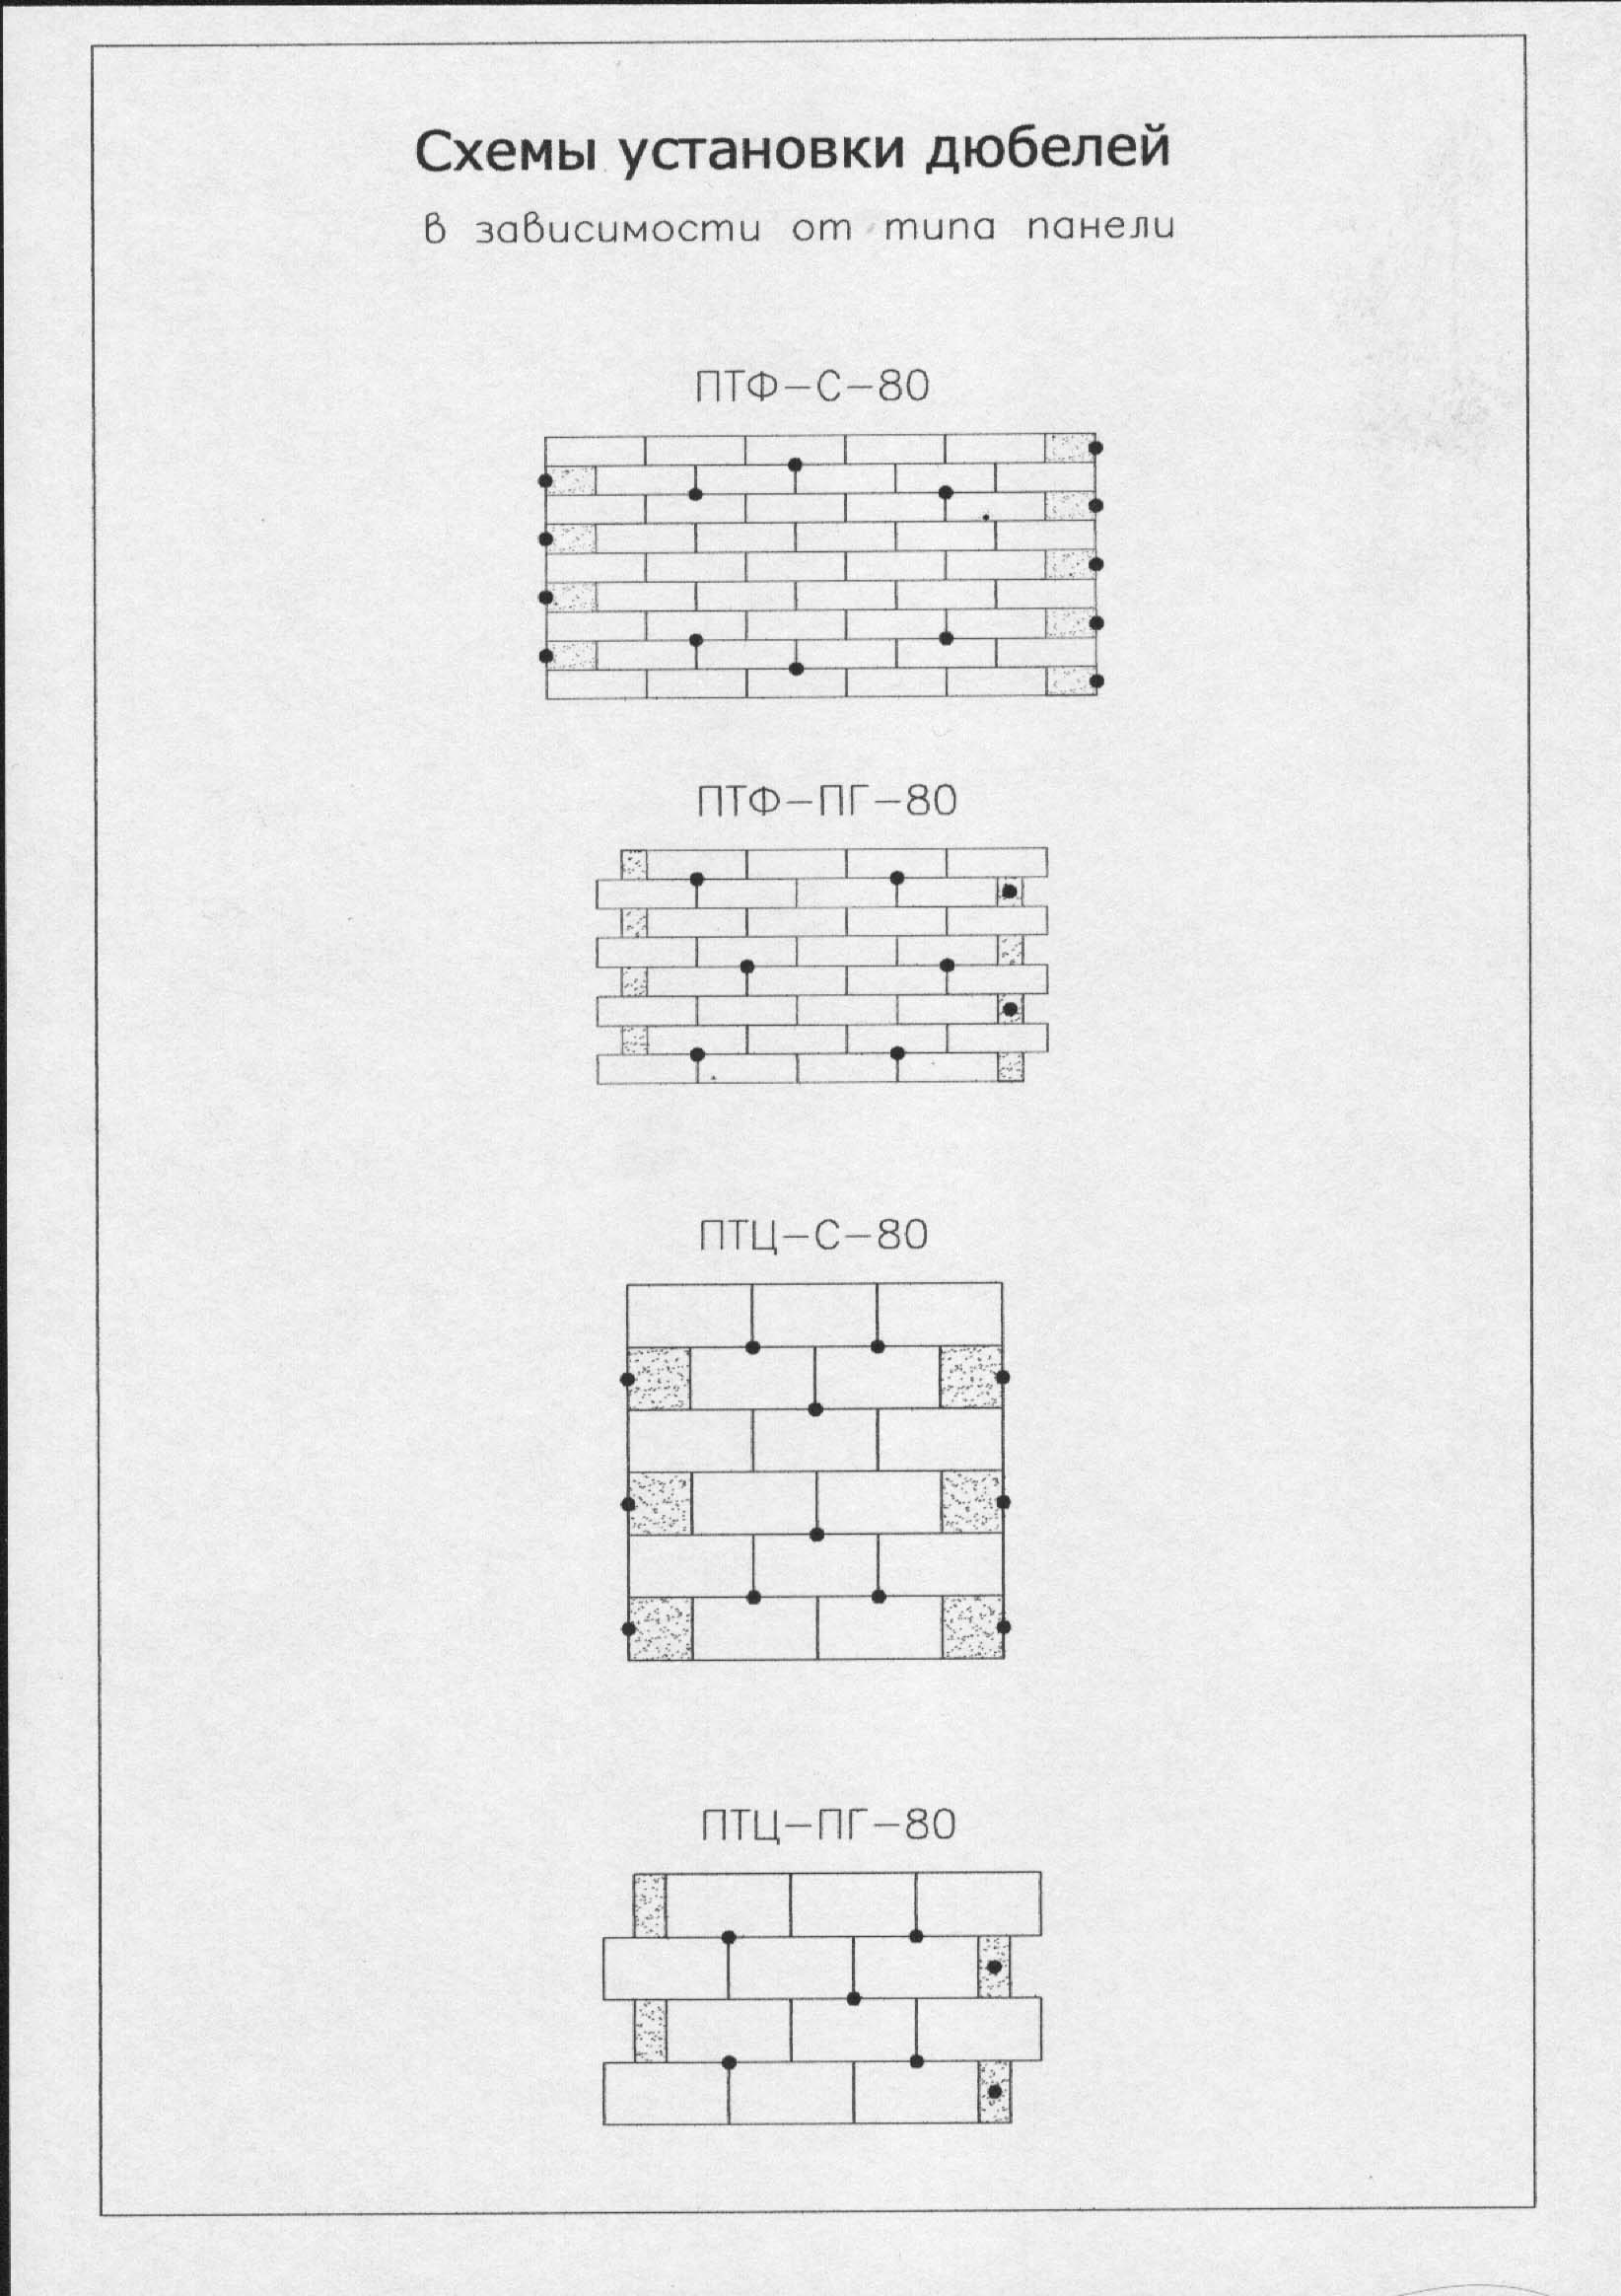 Схемы установки дюбелей
в зависимости от типа панели
ПТФ-С-80
ПТФ-ПГ-80
ПТЦ-С-80
ПТЦ-ПГ-80